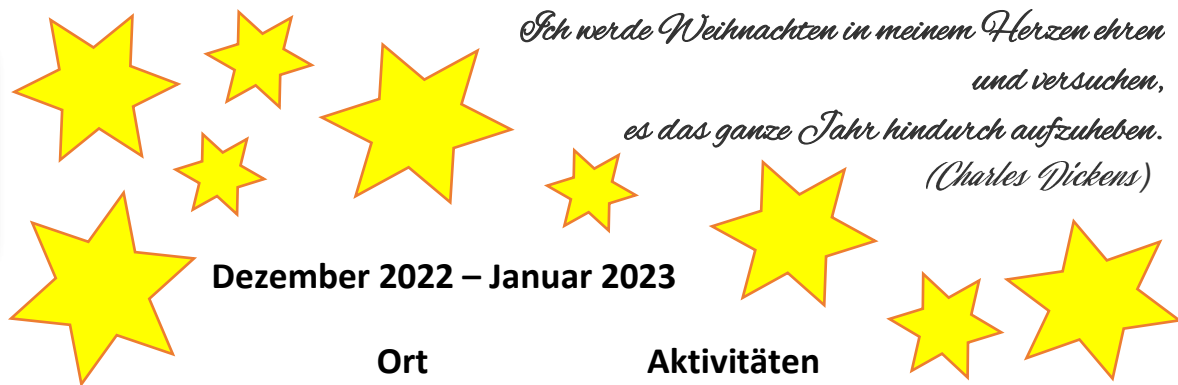 Ich werde Weihnachten in meinem Herzen ehren
und versuchen,
es das ganze Jahr hindurch aufzuheben.
(Charles Dickens)
Dezember 2022 – Januar 2023
Ort Aktivitäten